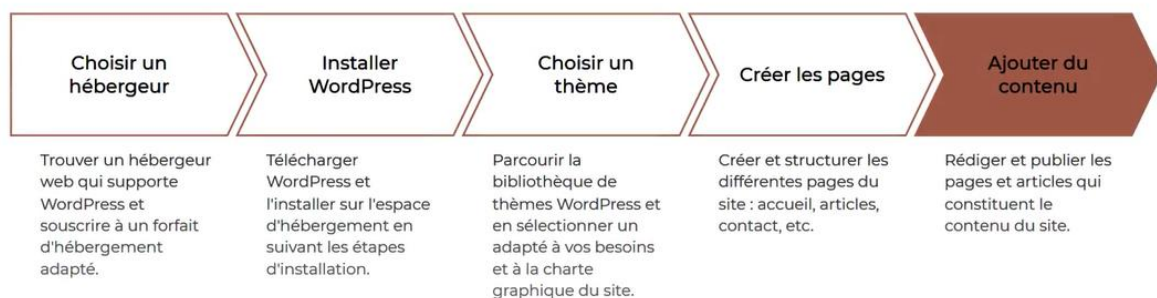 Choisir un
hébergeur
Installer
WordPress
Choisir un
thème
Créer les pages
Ajouter du
contenu
Trouver un hébergeur
web qui supporte
WordPress et
souscrire à un forfait
d'hébergement
adapté.
Télécharger
WordPress et
l'installer sur l'espace
d'hébergement en
suivant les étapes
d'installation.
Parcourir la
bibliothèque de
thèmes WordPress et
en sélectionner un
adapté à vos besoins
et à la charte
graphique du site.
Créer et structurer les
différentes pages du
site : accueil, articles,
contact, etc.
Rédiger et publier les
pages et articles qui
constituent le
contenu du site.